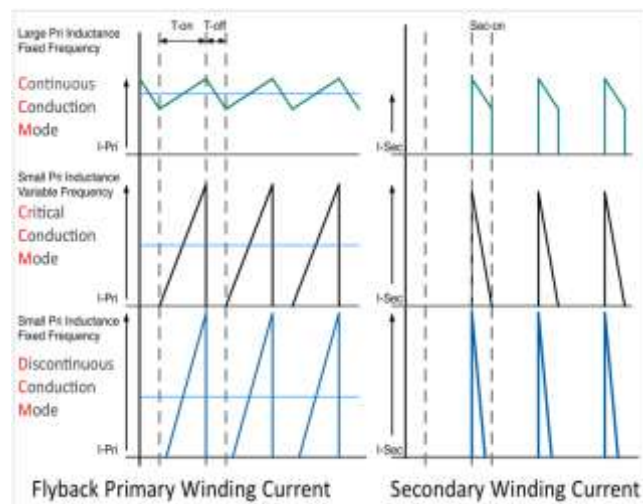 T-on T-off
Sec-on
Large Pri Inductance
Fixed Frequency
Continuous
Conduction
Mode
I-Pri
I-Sec
Small Pri Inductance
Variable Frequency
Critical
Conduction
Mode
I-Pri
I-Sec
Small Pri Inductance
Fixed Frequency
Discontinuous
Conduction
Mode
I-Pri
I-Sec
Flyback Primary Winding Current
Secondary Winding Current